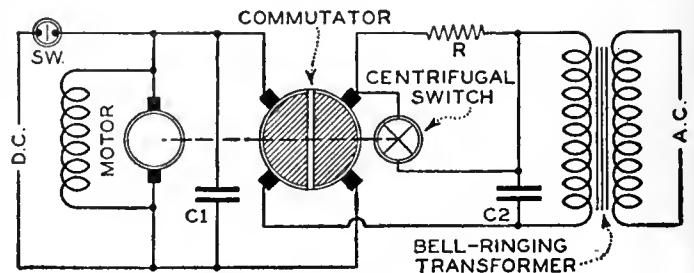 COMMUTATOR
SW.
R
CENTRIFUGAL
SWITCH
D.C.
MOTOR
A.C.
C1
C2
BELL-RINGING
TRANSFORMER